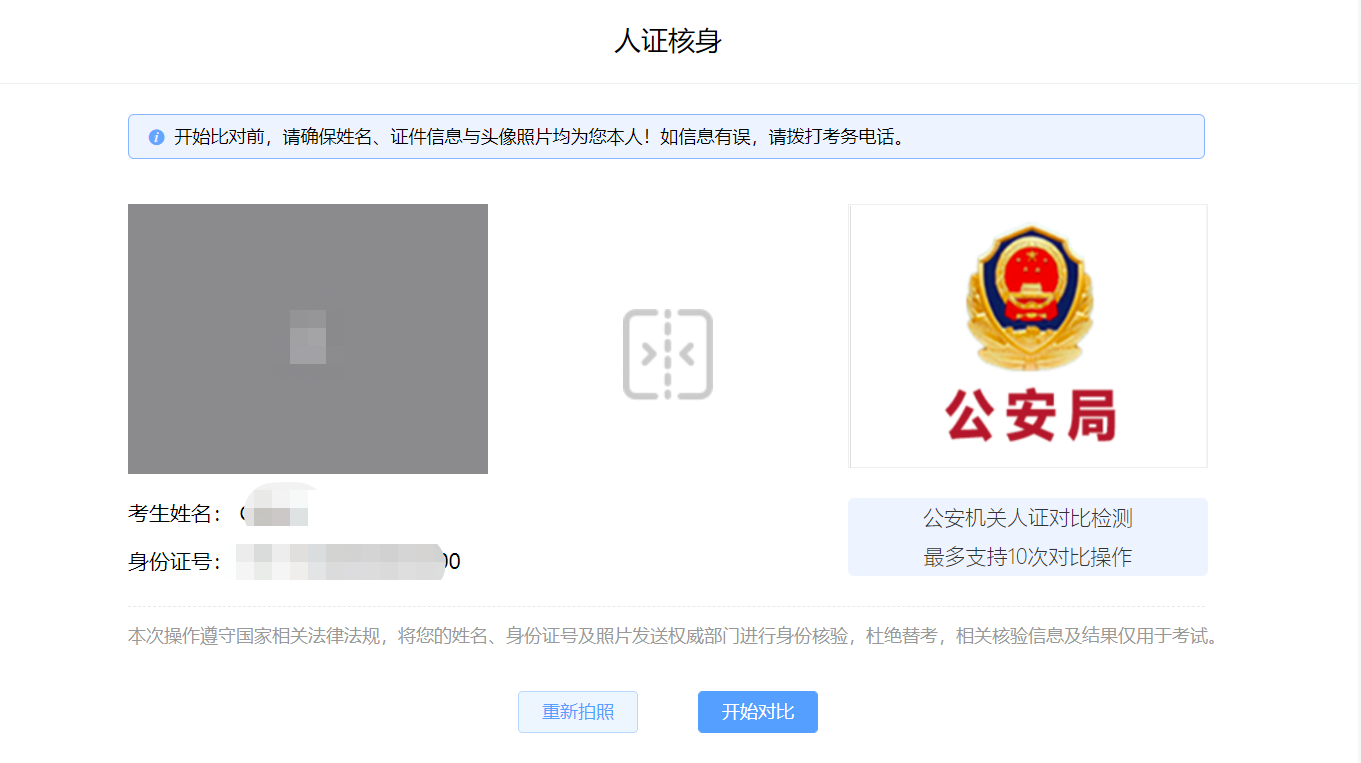 人证核身
开始比对前，请确保姓名、证件信息与头像照片均为您本人！如信息有误，请拨打考务电话。
公安局
考生姓名：
身份证号：00
公安机关人证对比检测
最多支持10次对比操作
本次操作遵守国家相关法律法规，将您的姓名、身份证号及照片发送权威部门进行身份核验，杜绝替考，相关核验信息及结果仅用于考试。
重新拍照
开始对比